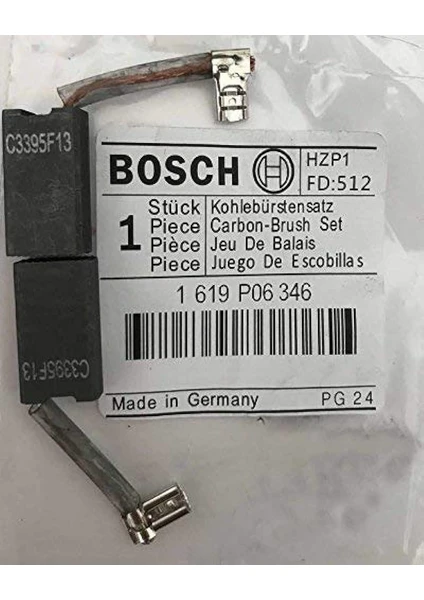 C3395F13
BOSCH
HZP1
FD:512
1
Stück Kohlebürstensatz
Piece Carbon-Brush Set
Pièce Jeu De Balais
Piece Juego De Escobillas
1 619 P06 346
Made in Germany
PG 24
C3395F13